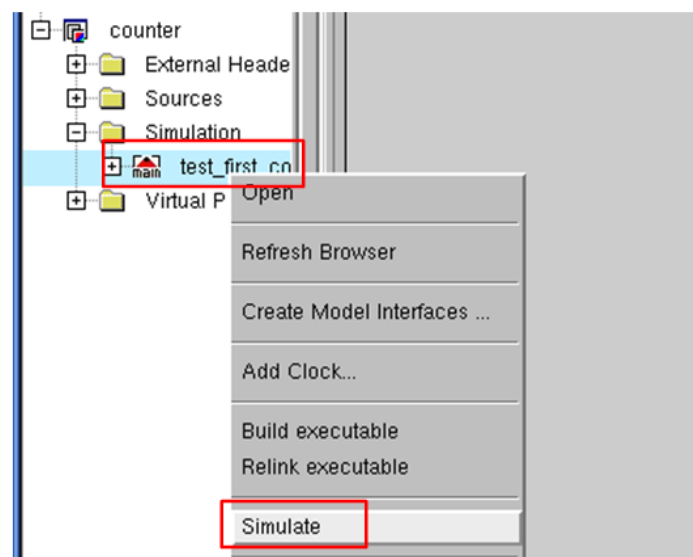 counter
External Heade
Sources
Simulation
main test_first_co
Virtual P
Open
Refresh Browser
Create Model Interfaces ...
Add Clock...
Build executable
Relink executable
Simulate